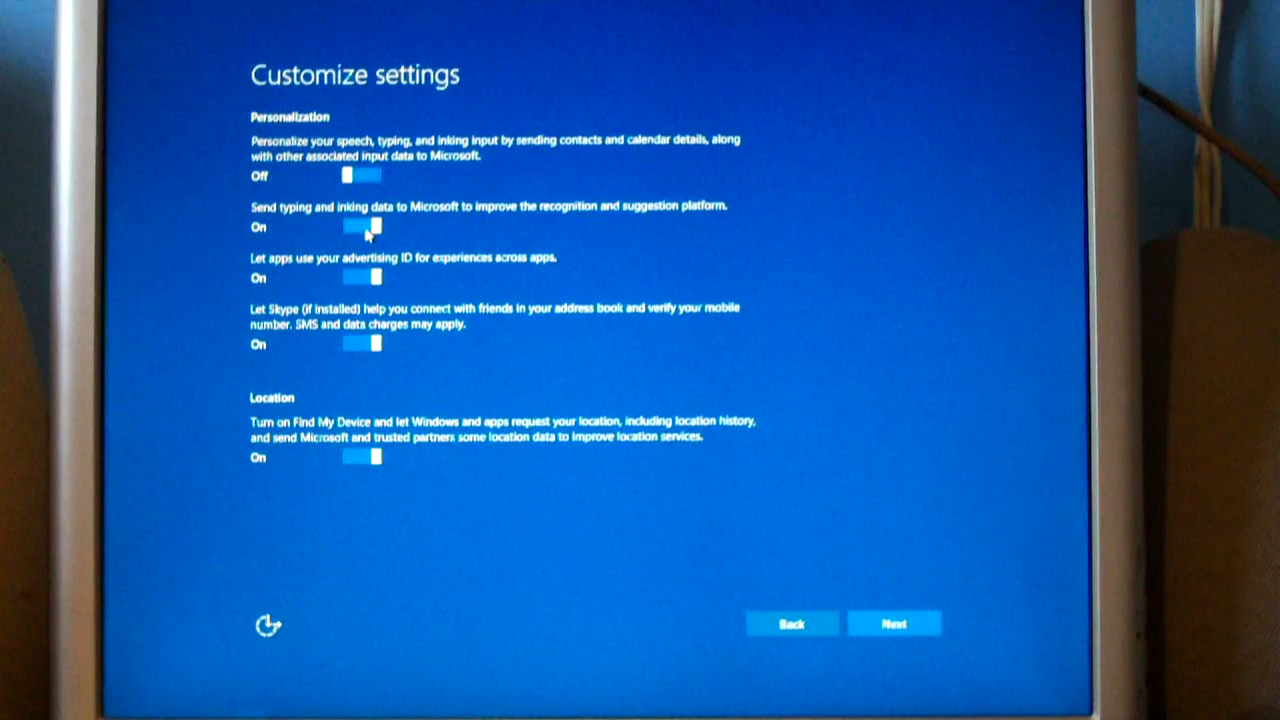 Customize settings
Personalization
Personalize your speech, typing, and inking input by sending contacts and calendar details, along
with other associated input data to Microsoft.
Off
Send typing and inking data to Microsoft to improve the recognition and suggestion platform.
On
Let apps use your advertising ID for experiences across apps.
On
Let Skype (if installed) help you connect with friends in your address book and verify your mobile
number. SMS and data charges may apply.
On
Location
Turn on Find My Device and let Windows and apps request your location, including location history,
and send Microsoft and trusted partners some location data to improve location services.
On
Back Next